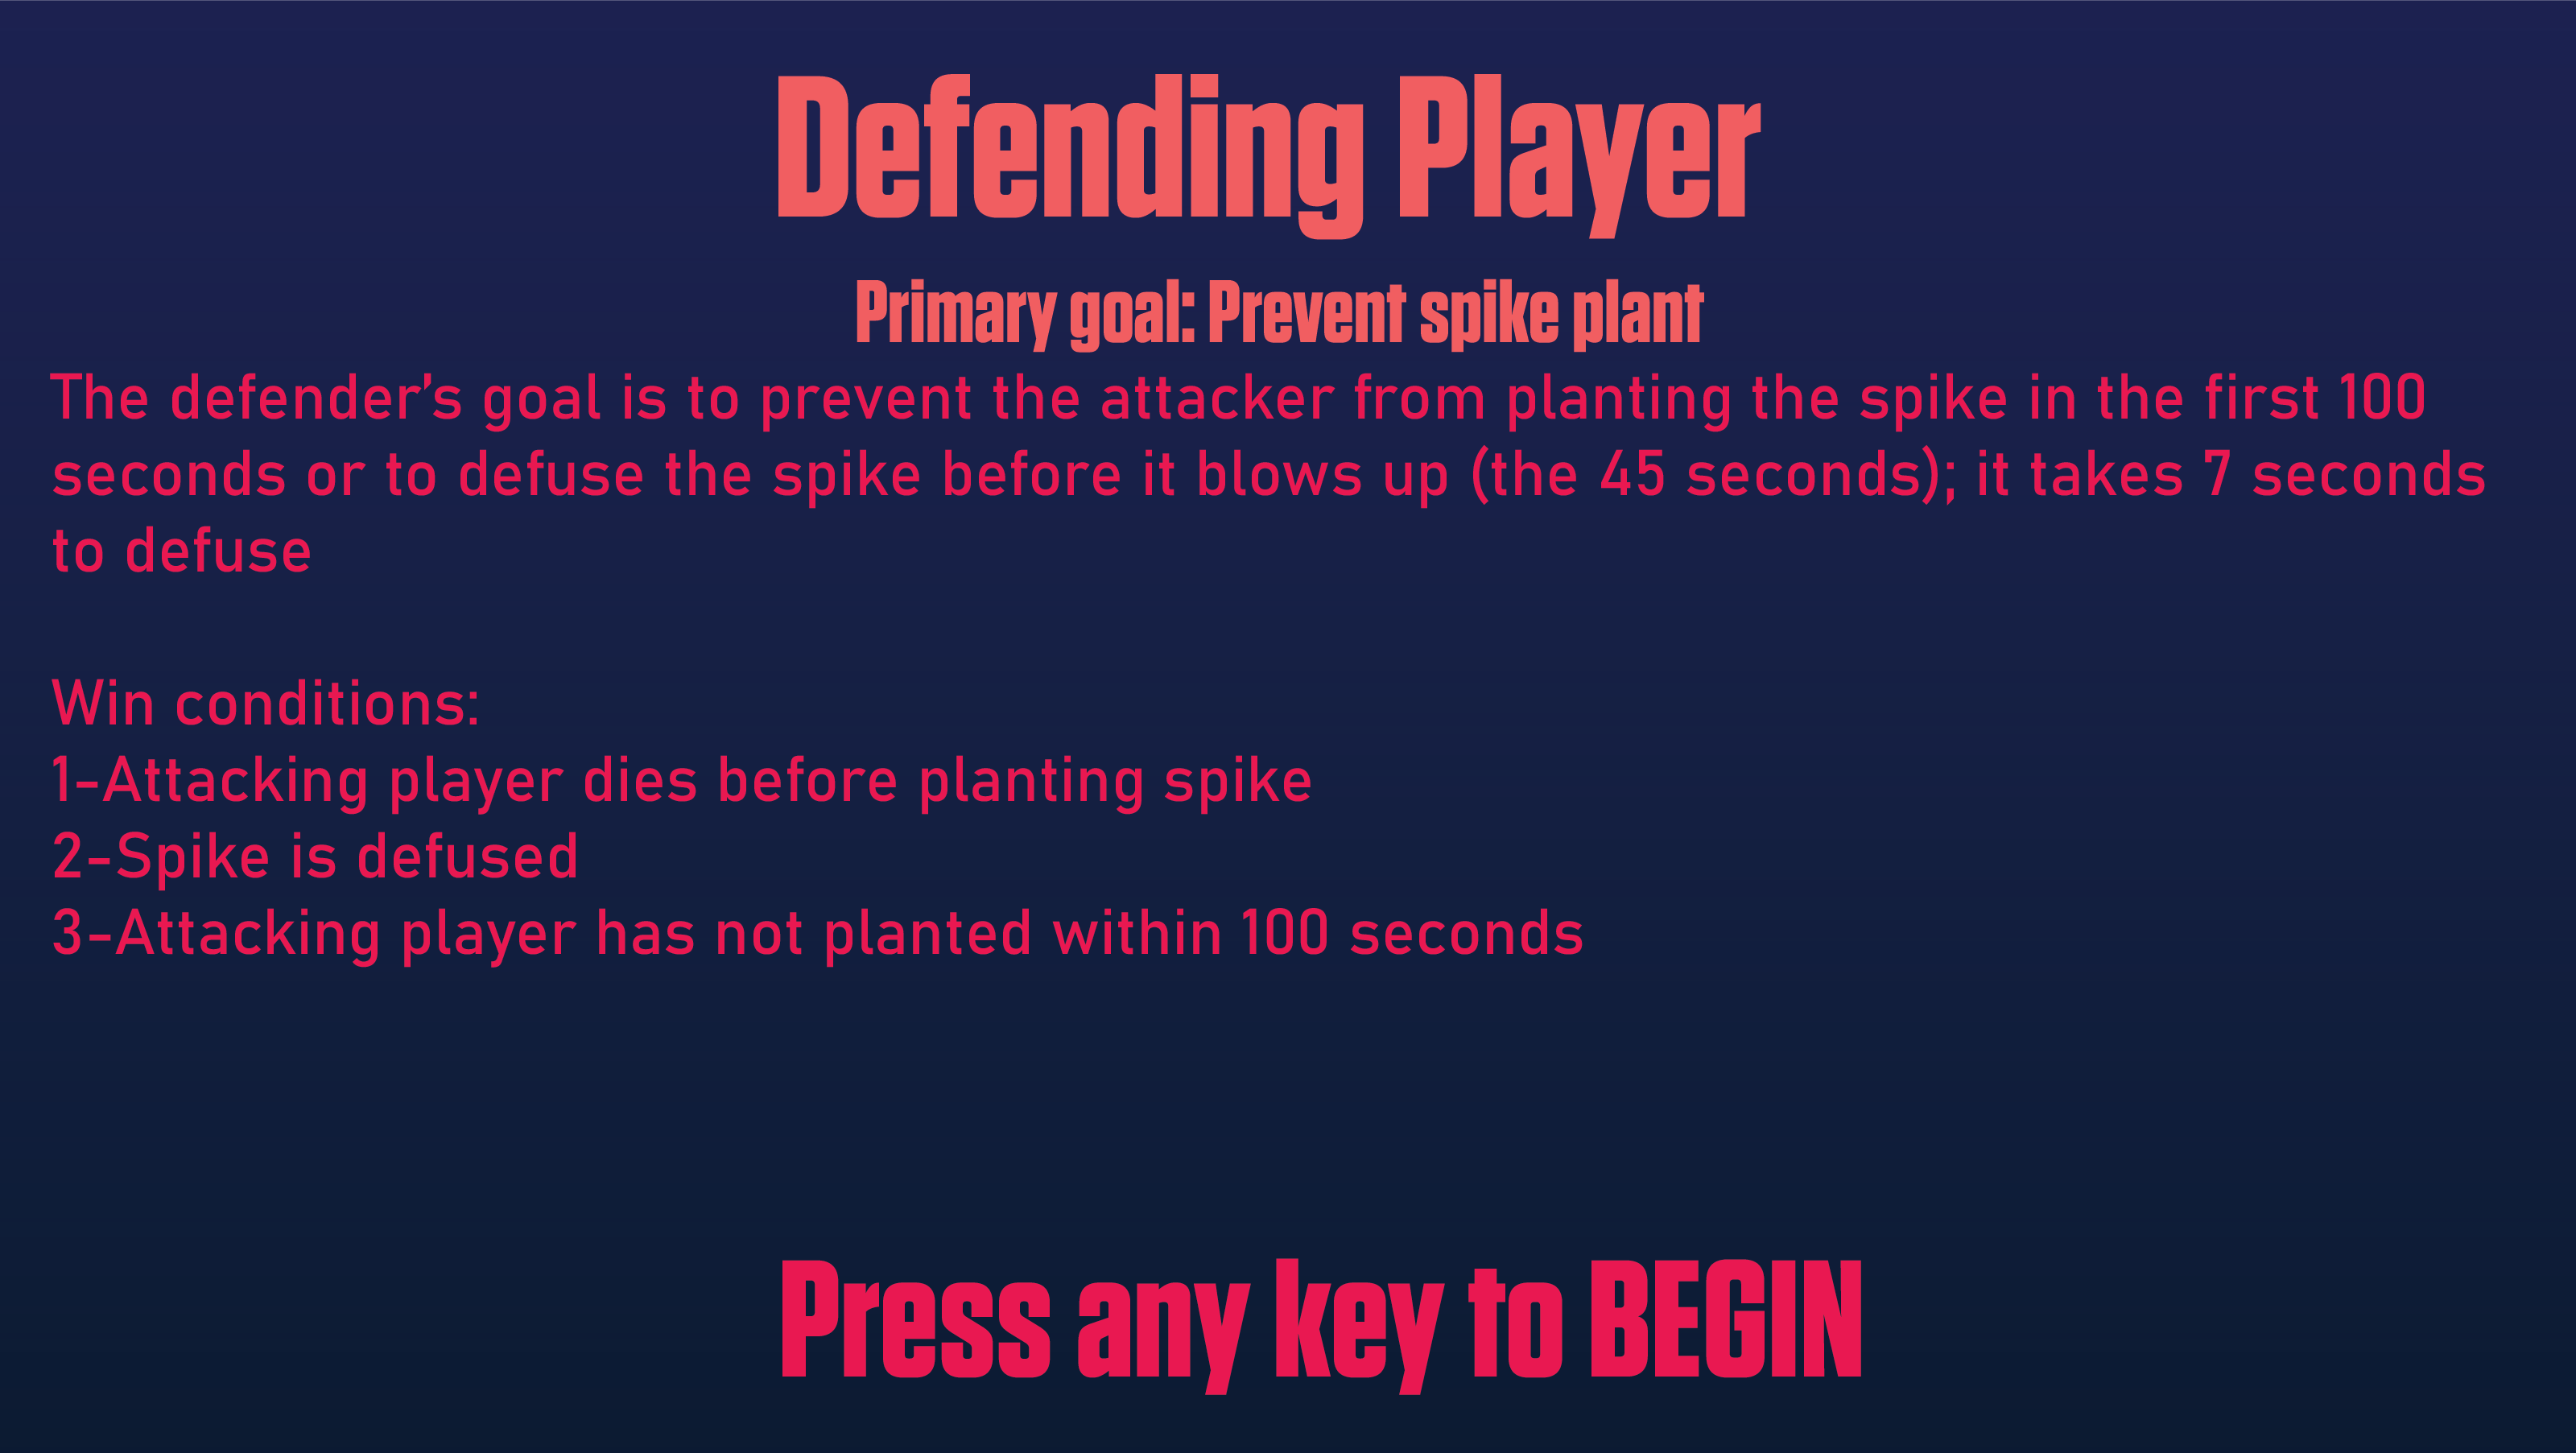 Defending Player
Primary goal: Prevent spike plant
The defender’s goal is to prevent the attacker from planting the spike in the first 100
seconds or to defuse the spike before it blows up (the 45 seconds); it takes 7 seconds
to defuse
Win conditions:
1-Attacking player dies before planting spike
2-Spike is defused
3-Attacking player has not planted within 100 seconds
Press any key to BEGIN